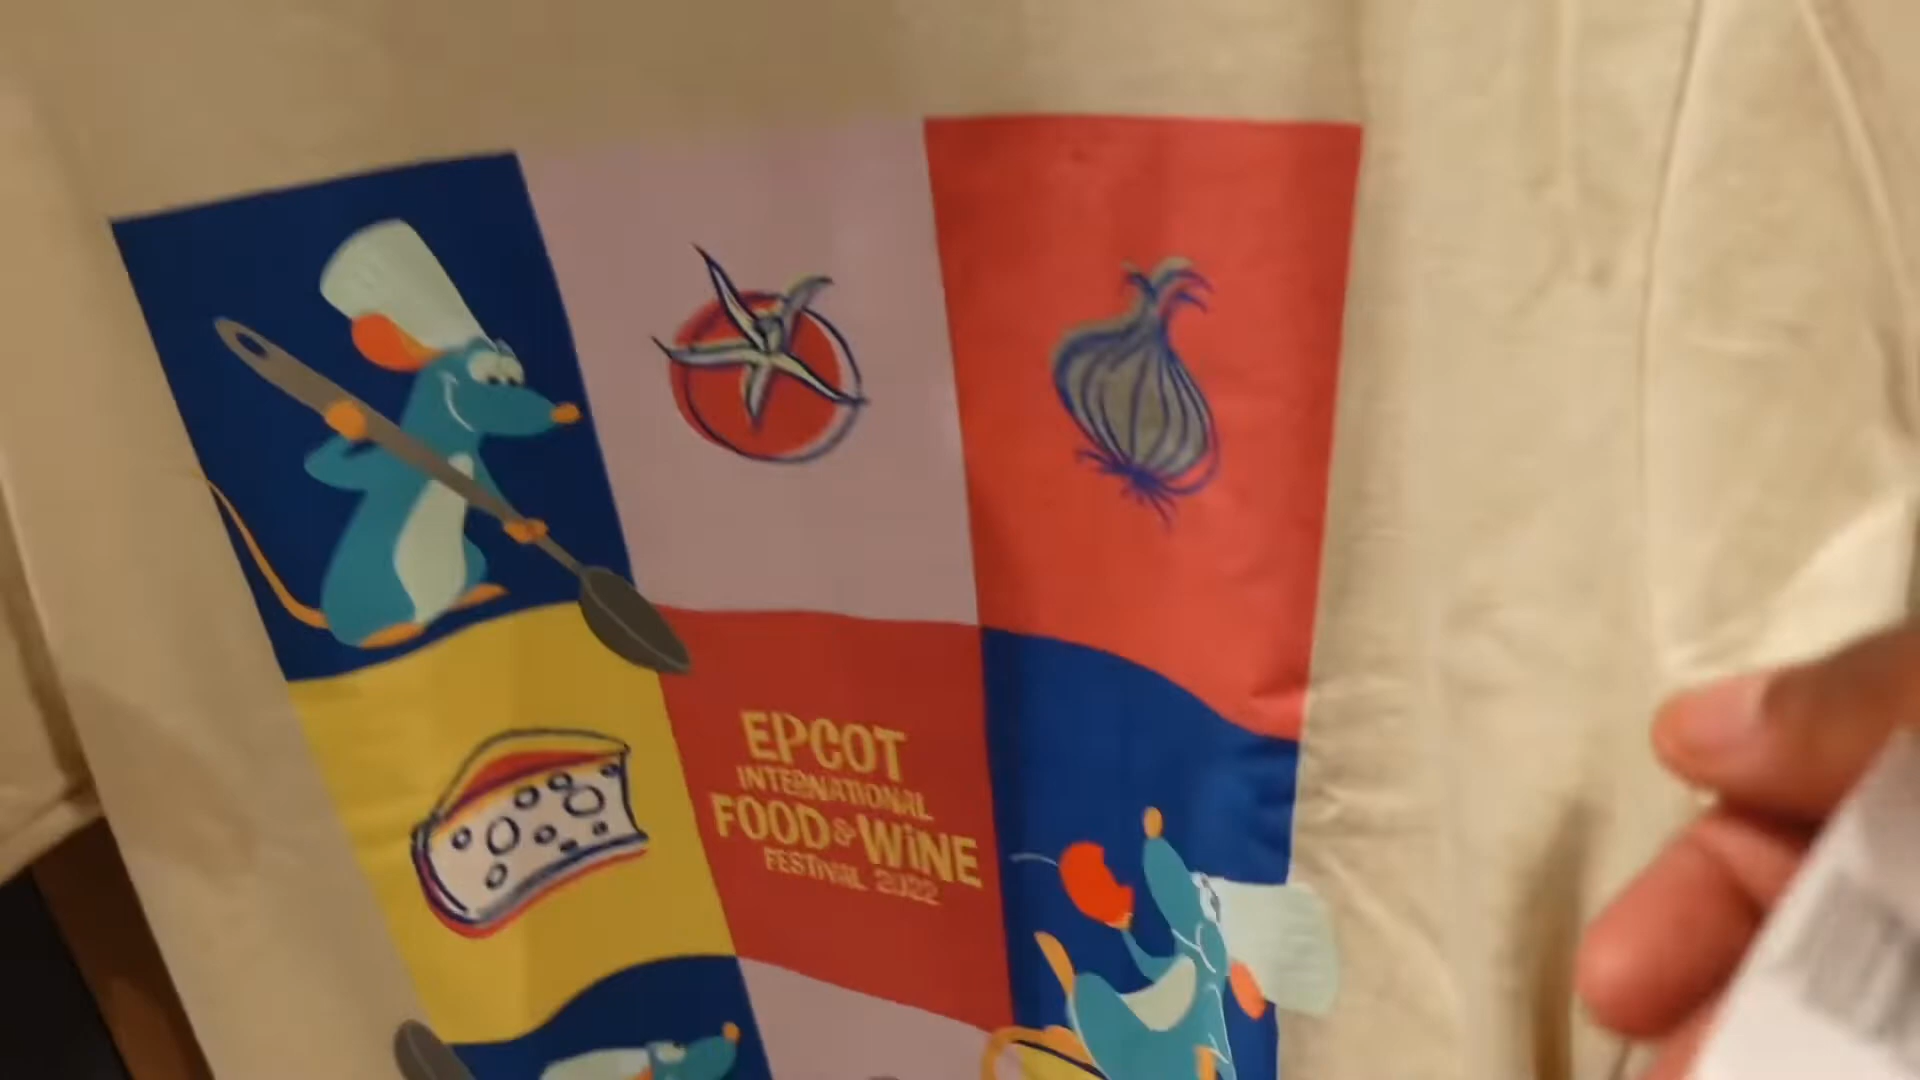 EPCOT
INTERNATIONAL
FOOD & WiNE
FESTIVAL 2022